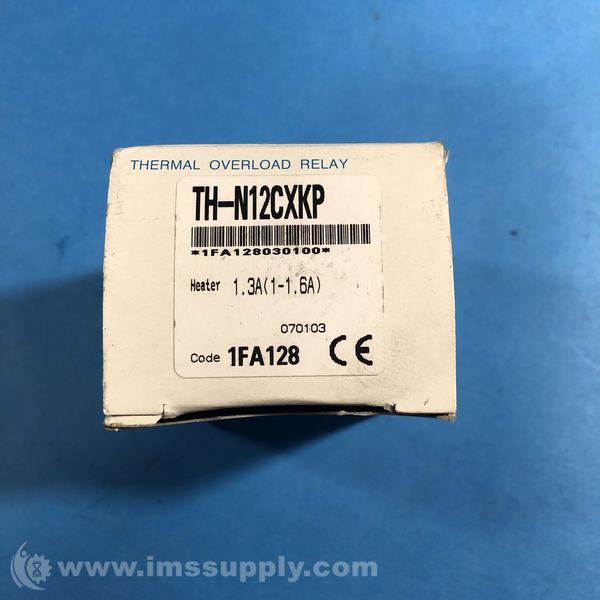 THERMAL OVERLOAD RELAY
TH-N12CXKP
*1FA128030100*
Heater 1.3A(1-1.6A)
070103
Code 1FA128 CE
www.imssupply.com